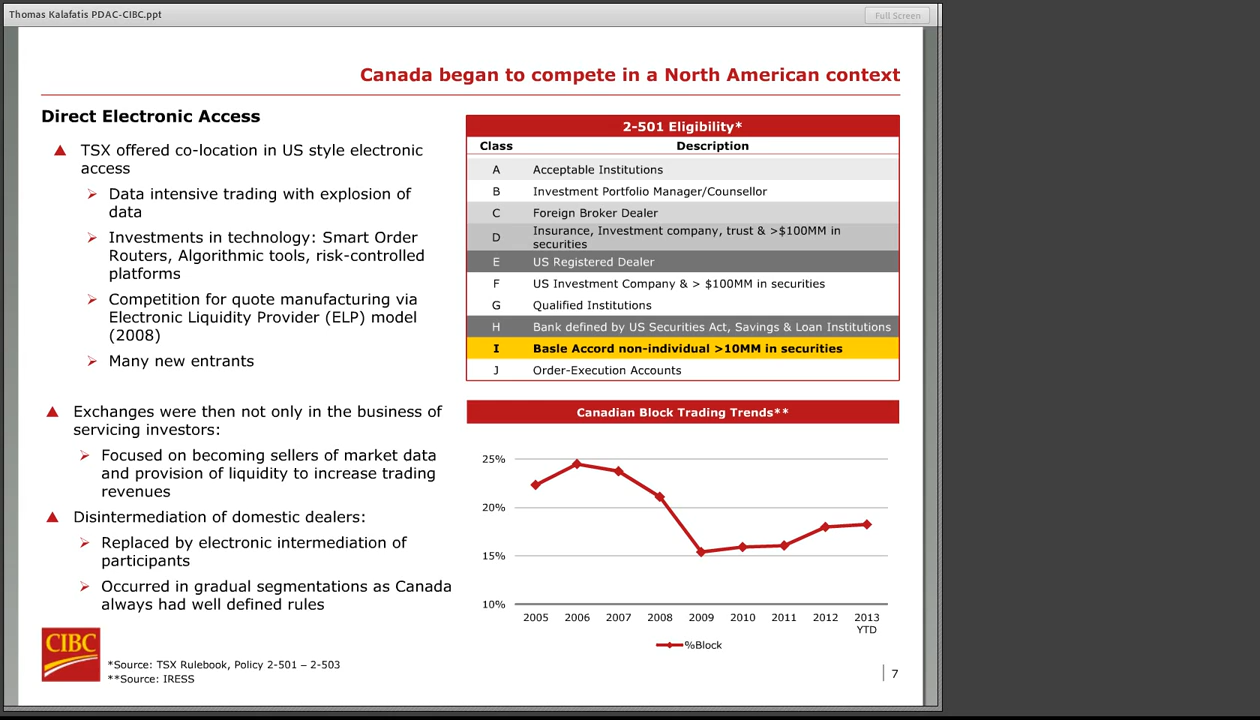 Thomas Kalafatis PDAC-CIBC.ppt
Full Screen
Canada began to compete in a North American context
Direct Electronic Access
TSX offered co-location in US style electronic
access
Data intensive trading with explosion of
data
Investments in technology: Smart Order
Routers, Algorithmic tools, risk-controlled
platforms
Competition for quote manufacturing via
Electronic Liquidity Provider (ELP) model
(2008)
Many new entrants
Exchanges were then not only in the business of
servicing investors:
Focused on becoming sellers of market data
and provision of liquidity to increase trading
revenues
Disintermediation of domestic dealers:
Replaced by electronic intermediation of
participants
Occurred in gradual segmentations as Canada
always had well defined rules
2-501 Eligibility*
Class Description
A Acceptable Institutions
B Investment Portfolio Manager/Counsellor
C Foreign Broker Dealer
D Insurance, Investment company, trust & >$100MM in
securities
E US Registered Dealer
F US Investment Company & > $100MM in securities
G Qualified Institutions
H Bank defined by US Securities Act, Savings & Loan Institutions
I Basle Accord non-individual >10MM in securities
J Order-Execution Accounts
Canadian Block Trading Trends**
25%
20%
15%
10%
2005 2006 2007 2008 2009 2010 2011 2012 2013
YTD
%Block
CIBC
*Source: TSX Rulebook, Policy 2-501 – 2-503
**Source: IRESS
7